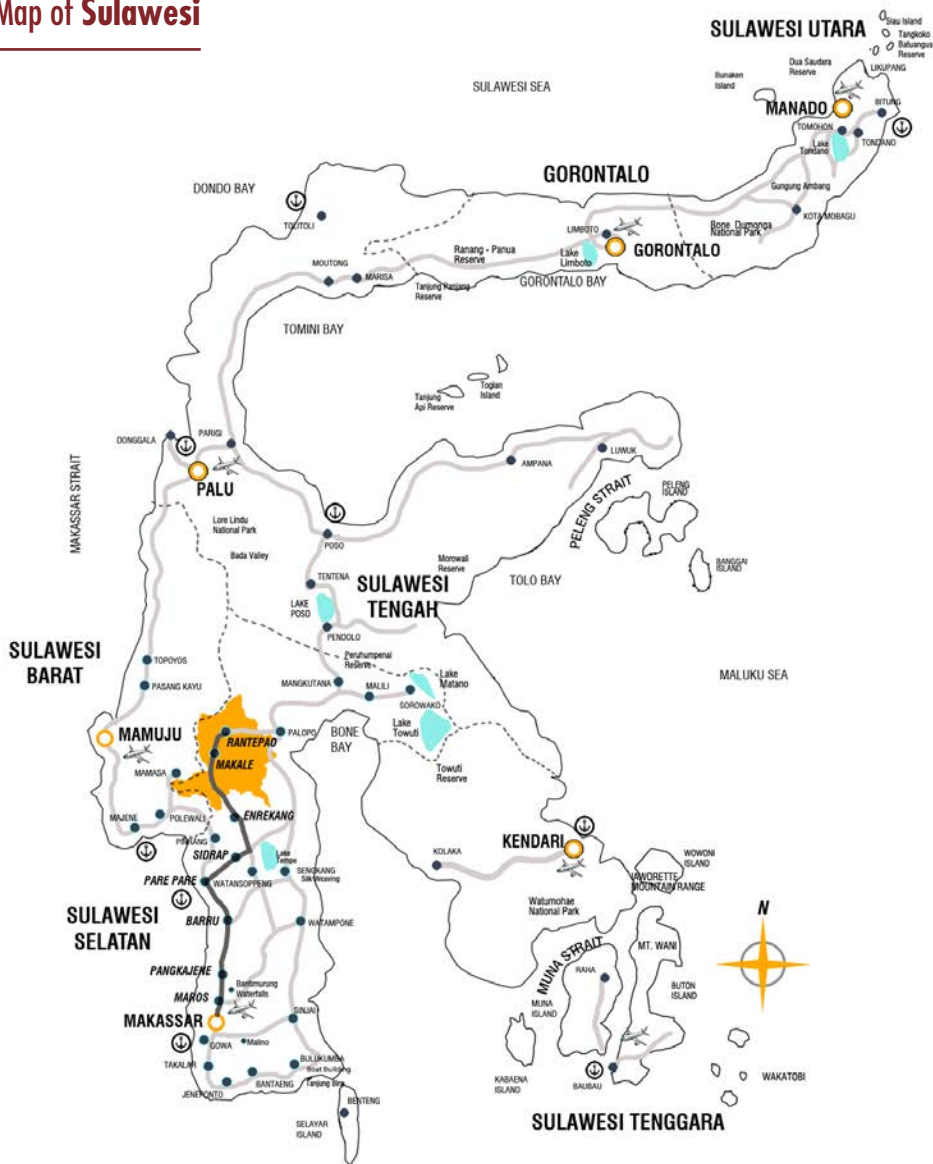 Map of Sulawesi
SULAWESI UTARA
Siau Island
Tangkoko
Batuangus
Reserve
LIKUPANG
Dua Saudara
Reserve
Bunaken
Island
SULAWESI SEA
MANADO
BITUNG
TOMOHON
Lake
Tondano
TONDANO
GORONTALO
DONDO BAY
Gungung Ambang
TOLITOLI
KOTA MOBAGU
Bone Dumonga
National Park
LIMBOTO
GORONTALO
Ranang - Panua
Reserve
Lake
Limboto
MOUTONG
MARISA
Tanjung Panjang
Reserve
GORONTALO BAY
TOMINI BAY
Togian
Island
Tanjung
Api Reserve
MAKASSAR STRAIT
DONGGALA
PARIGI
LUWUK
AMPANA
PALU
PELENG STRAIT
PELENG
ISLAND
Lore Lindu
National Park
POSO
Bada Valley
Morowali
Reserve
BANGGAI
ISLAND
TOLO BAY
TENTENA
SULAWESI
TENGAH
LAKE
POSO
PENDOLO
SULAWESI
BARAT
TOPOYOS
Peruhumpenai
Reserve
Lake
Matano
MALUKU SEA
PASANG KAYU
MANGKUTANA
MALILI
SOROWAKO
Lake
Towuti
MAMUJU
RANTEPAO
PALOPO
BONE
BAY
MAKALE
Towuti
Reserve
MAMASA
ENREKANG
MAJENE
POLEWALI
PINRANG
KENDARI
SIDRAP
Lake
Tempe
KOLAKA
WOWONI
ISLAND
PARE PARE
WATANSOPPENG
SENGKANG
Silk Weaving
JAWORETTE
MOUNTAIN RANGE
SULAWESI
SELATAN
BARRU
WATAMPONE
Watumohae
National Park
N
MUNA STRAIT
MT. WANI
PANGKAJENE
RAHA
Bantimurung
Waterfalls
BUTON
ISLAND
MAROS
MUNA
ISLAND
MAKASSAR
SINJAI
GOWA
Malino
TAKALAR
BULUKUMBA
Boat Building
Tanjung Bira
JENEPONTO
BANTAENG
KABAENA
ISLAND
BAUBAU
WAKATOBI
BENTENG
SELAYAR
ISLAND
SULAWESI TENGGARA